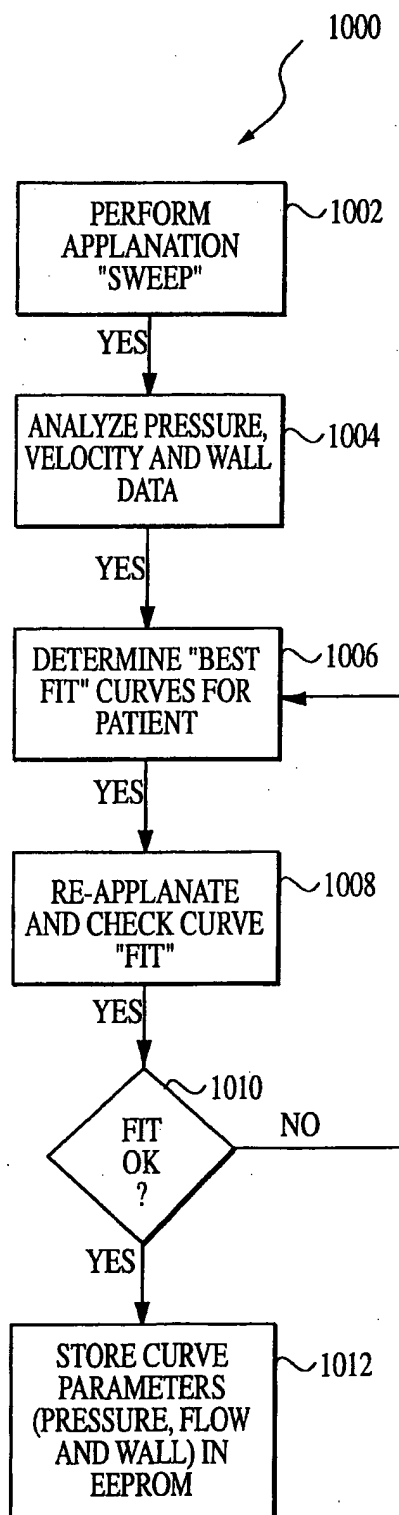 1000
PERFORM
APPLANATION
"SWEEP"
1002
YES
ANALYZE PRESSURE,
VELOCITY AND WALL
DATA
1004
YES
DETERMINE "BEST
FIT" CURVES FOR
PATIENT
1006
YES
RE-APPLANATE
AND CHECK CURVE
"FIT"
1008
YES
1010
FIT
OK
?
NO
YES
STORE CURVE
PARAMETERS
(PRESSURE, FLOW
AND WALL) IN
EEPROM
1012